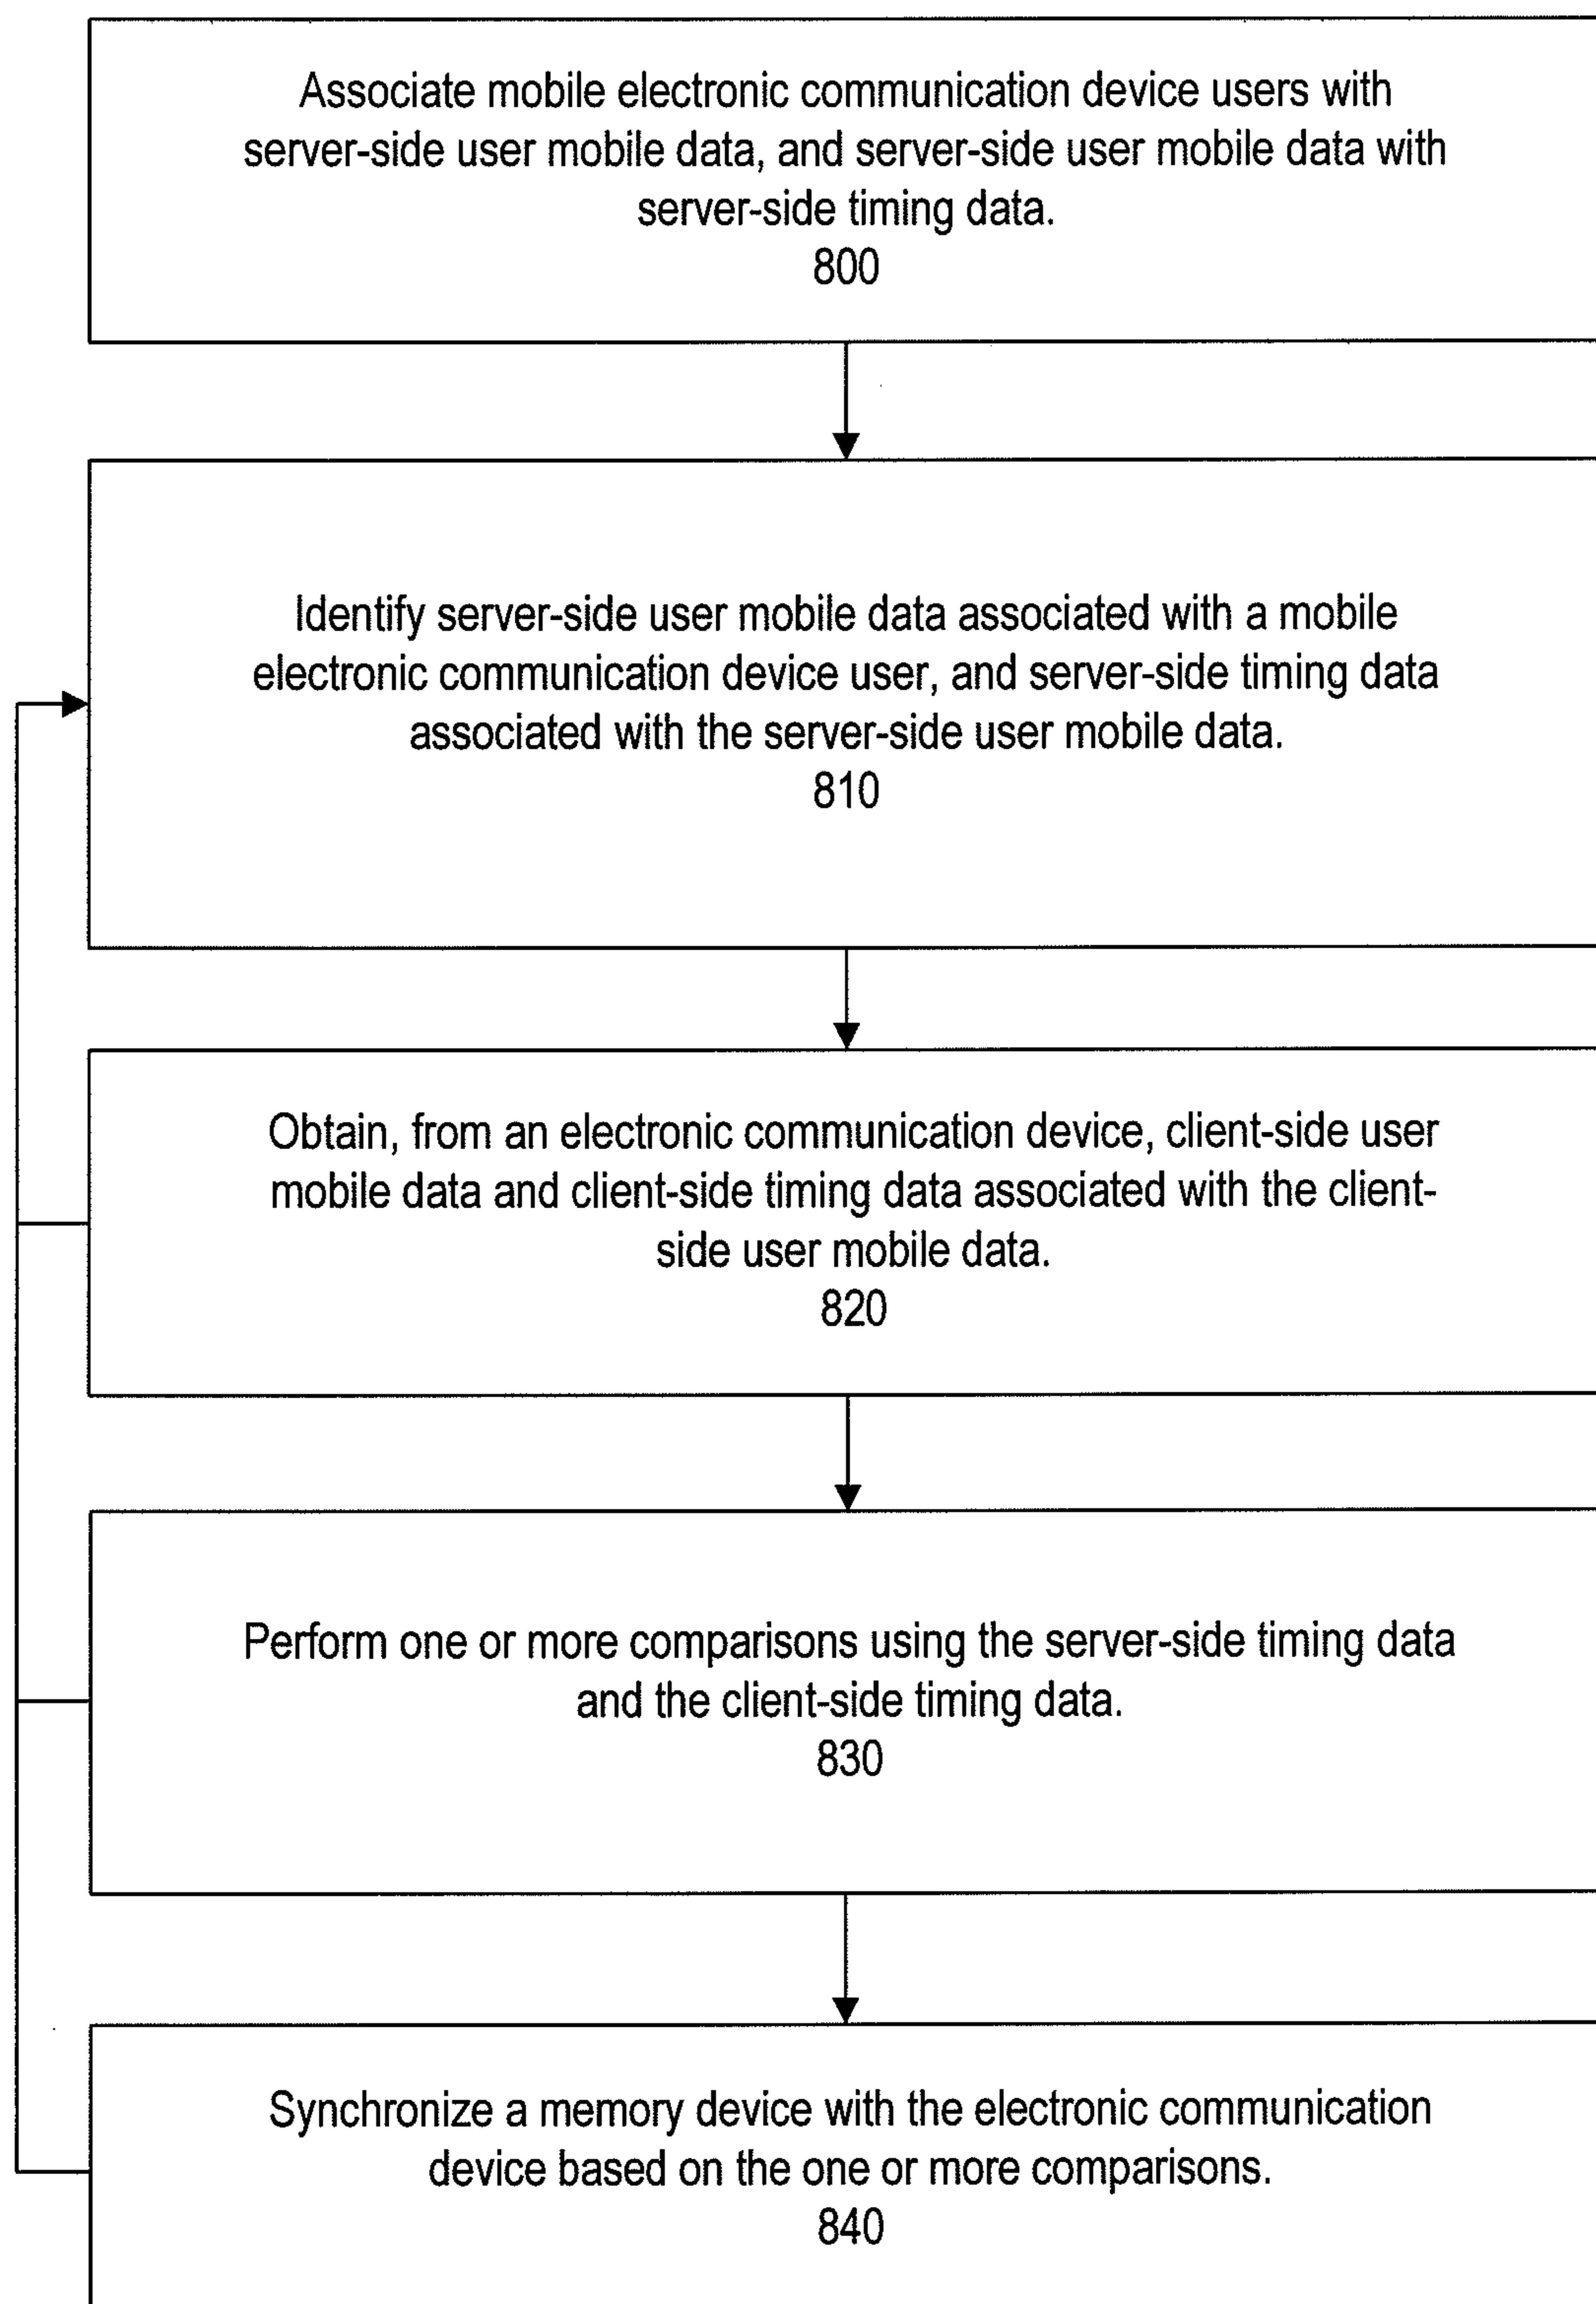 Associate mobile electronic communication device users with
server-side user mobile data, and server-side user mobile data with
server-side timing data.
800
Identify server-side user mobile data associated with a mobile
electronic communication device user, and server-side timing data
associated with the server-side user mobile data.
810
Obtain, from an electronic communication device, client-side user
mobile data and client-side timing data associated with the client-
side user mobile data.
820
Perform one or more comparisons using the server-side timing data
and the client-side timing data.
830
Synchronize a memory device with the electronic communication
device based on the one or more comparisons.
840